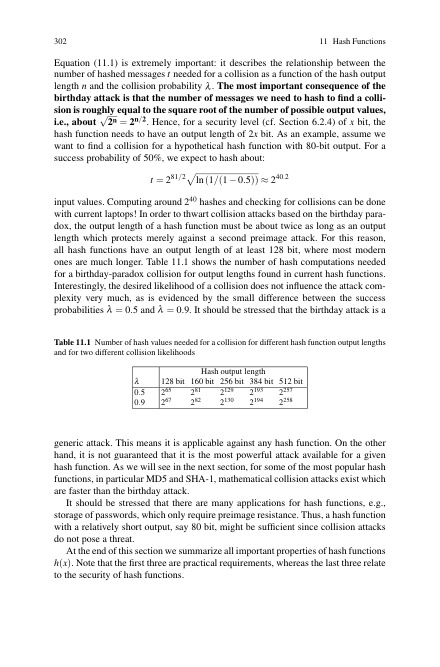 302 11 Hash Functions
Equation (11.1) is extremely important: it describes the relationship between the
number of hashed messages t needed for a collision as a function of the hash output
length n and the collision probability λ. The most important consequence of the
birthday attack is that the number of messages we need to hash to find a colli-
sion is roughly equal to the square root of the number of possible output values,
i.e., about √2ⁿ = 2ⁿ/². Hence, for a security level (cf. Section 6.2.4) of x bit, the
hash function needs to have an output length of 2x bit. As an example, assume we
want to find a collision for a hypothetical hash function with 80-bit output. For a
success probability of 50%, we expect to hash about:
t = 2^81/2 √ln (1/(1 − 0.5)) ≈ 2^40.2
input values. Computing around 2^40 hashes and checking for collisions can be done
with current laptops! In order to thwart collision attacks based on the birthday para-
dox, the output length of a hash function must be about twice as long as an output
length which protects merely against a second preimage attack. For this reason,
all hash functions have an output length of at least 128 bit, where most modern
ones are much longer. Table 11.1 shows the number of hash computations needed
for a birthday-paradox collision for output lengths found in current hash functions.
Interestingly, the desired likelihood of a collision does not influence the attack com-
plexity very much, as is evidenced by the small difference between the success
probabilities λ = 0.5 and λ = 0.9. It should be stressed that the birthday attack is a
Table 11.1 Number of hash values needed for a collision for different hash function output lengths
and for two different collision likelihoods
Hash output length
λ 128 bit 160 bit 256 bit 384 bit 512 bit
0.5 2^65 2^81 2^129 2^193 2^257
0.9 2^67 2^82 2^130 2^194 2^258
generic attack. This means it is applicable against any hash function. On the other
hand, it is not guaranteed that it is the most powerful attack available for a given
hash function. As we will see in the next section, for some of the most popular hash
functions, in particular MD5 and SHA-1, mathematical collision attacks exist which
are faster than the birthday attack.
It should be stressed that there are many applications for hash functions, e.g.,
storage of passwords, which only require preimage resistance. Thus, a hash function
with a relatively short output, say 80 bit, might be sufficient since collision attacks
do not pose a threat.
At the end of this section we summarize all important properties of hash functions
h(x). Note that the first three are practical requirements, whereas the last three relate
to the security of hash functions.